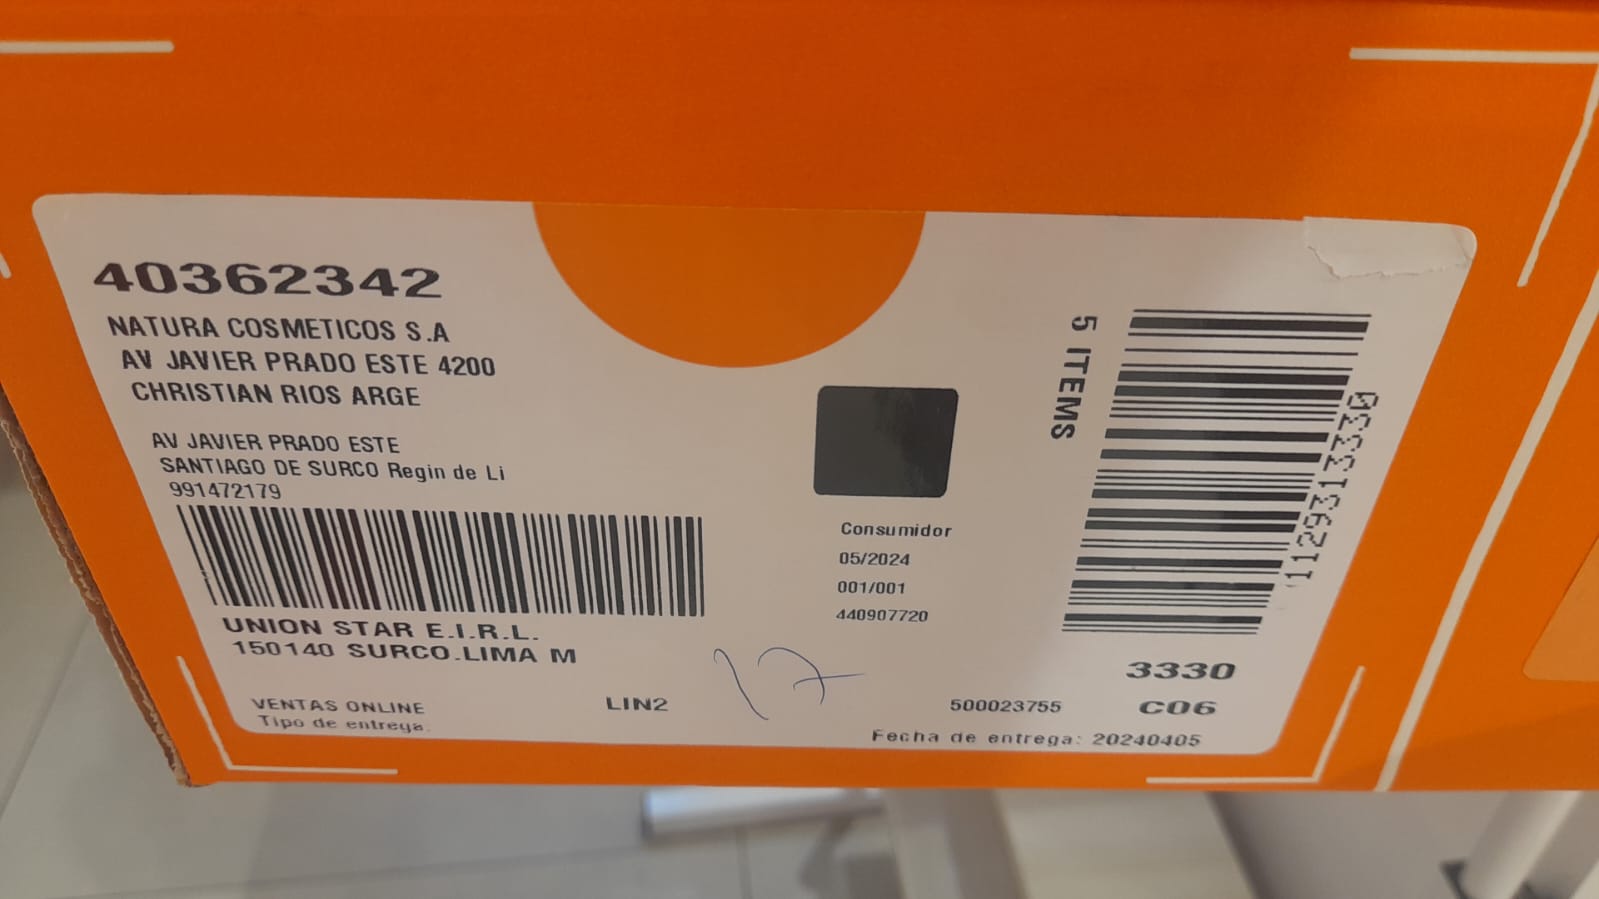 40362342
NATURA COSMETICOS S.A
AV JAVIER PRADO ESTE 4200
CHRISTIAN RIOS ARGE
AV JAVIER PRADO ESTE
SANTIAGO DE SURCO Regin de Li
991472179
UNION STAR E.I.R.L.
150140 SURCO.LIMA M
VENTAS ONLINE
Tipo de entrega:
LIN2
17
Consumidor
05/2024
001/001
440907720
5 ITEMS
1129313330
3330
500023755
C06
Fecha de entrega: 20240405